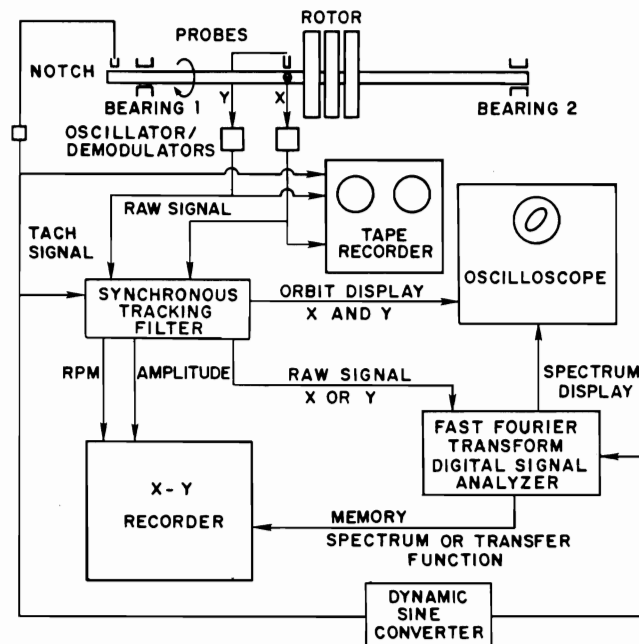 ROTOR
PROBES
NOTCH
BEARING 1
Y
X
BEARING 2
OSCILLATOR/
DEMODULATORS
RAW SIGNAL
TACH
SIGNAL
TAPE
RECORDER
OSCILLOSCOPE
SYNCHRONOUS
TRACKING
FILTER
ORBIT DISPLAY
X AND Y
RPM
AMPLITUDE
RAW SIGNAL
X OR Y
SPECTRUM
DISPLAY
FAST FOURIER
TRANSFORM
DIGITAL SIGNAL
ANALYZER
X-Y
RECORDER
MEMORY
SPECTRUM OR TRANSFER
FUNCTION
DYNAMIC
SINE
CONVERTER